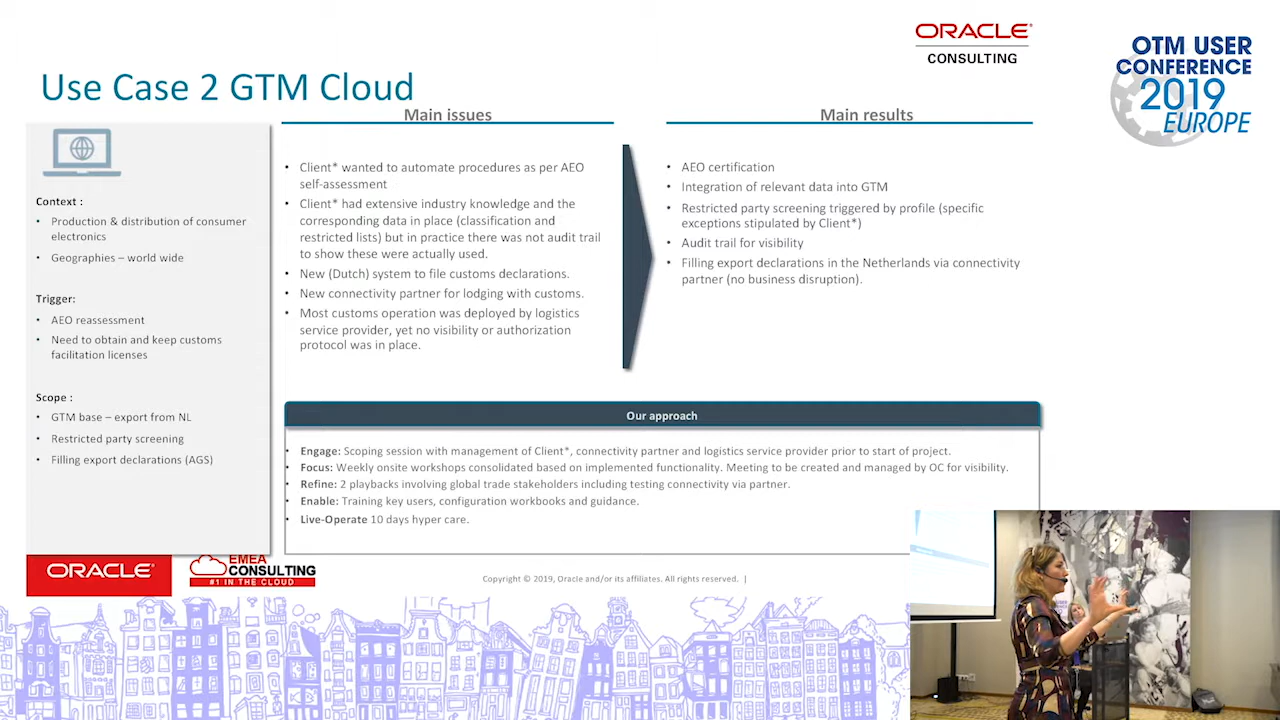 ORACLE
CONSULTING
OTM USER
CONFERENCE
2019
EUROPE
Use Case 2 GTM Cloud
Context :
• Production & distribution of consumer
electronics
• Geographies – world wide
Trigger:
• AEO reassessment
• Need to obtain and keep customs
facilitation licenses
Scope :
• GTM base – export from NL
• Restricted party screening
• Filling export declarations (AGS)
Main issues
• Client* wanted to automate procedures as per AEO
self-assessment
• Client* had extensive industry knowledge and the
corresponding data in place (classification and
restricted lists) but in practice there was not audit trail
to show these were actually used.
• New (Dutch) system to file customs declarations.
• New connectivity partner for lodging with customs.
• Most customs operation was deployed by logistics
service provider, yet no visibility or authorization
protocol was in place.
Main results
• AEO certification
• Integration of relevant data into GTM
• Restricted party screening triggered by profile (specific
exceptions stipulated by Client*)
• Audit trail for visibility
• Filling export declarations in the Netherlands via connectivity
partner (no business disruption).
Our approach
• Engage: Scoping session with management of Client*, connectivity partner and logistics service provider prior to start of project.
• Focus: Weekly onsite workshops consolidated based on implemented functionality. Meeting to be created and managed by OC for visibility.
• Refine: 2 playbacks involving global trade stakeholders including testing connectivity via partner.
• Enable: Training key users, configuration workbooks and guidance.
• Live-Operate 10 days hyper care.
ORACLE
EMEA
CONSULTING
#1 IN THE CLOUD
Copyright © 2019, Oracle and/or its affiliates. All rights reserved. |